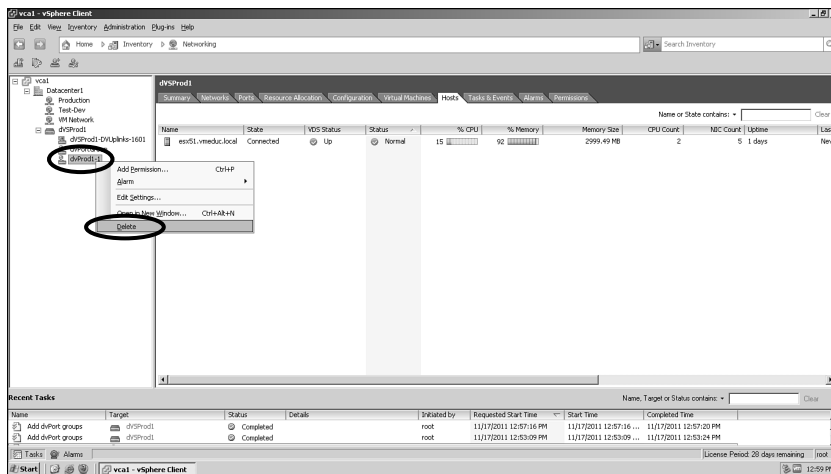 vca1 - vSphere Client
File Edit View Inventory Administration Plug-ins Help
Home Inventory Networking Search Inventory
vca1
Datacenter1
Production
Test-Dev
VM Network
dVSProd1
dVSProd1-DVUplinks-1601
dvPortGroup
dvProd1-1
Add Permission... Ctrl+P
Alarm
Edit Settings...
Open in New Window... Ctrl+Alt+N
Delete
dVSProd1
Summary Networks Ports Resource Allocation Configuration Virtual Machines Hosts Tasks & Events Alarms Permissions
Name or State contains: Clear
Name State VDS Status Status % CPU % Memory Memory Size CPU Count NIC Count Uptime Las
esx51.vmeduc.local Connected Up Normal 15 92 2999.49 MB 2 5 1 days Nev
Recent Tasks Name, Target or Status contains: Clear
Name Target Status Details Initiated by Requested Start Time Start Time Completed Time
Add dvPort groups dVSProd1 Completed root 11/17/2011 12:57:16 PM 11/17/2011 12:57:16 ... 11/17/2011 12:57:20 PM
Add dvPort groups dVSProd1 Completed root 11/17/2011 12:53:09 PM 11/17/2011 12:53:09 ... 11/17/2011 12:53:24 PM
Tasks Alarms License Period: 28 days remaining root
Start vca1 - vSphere Client 12:59 PM